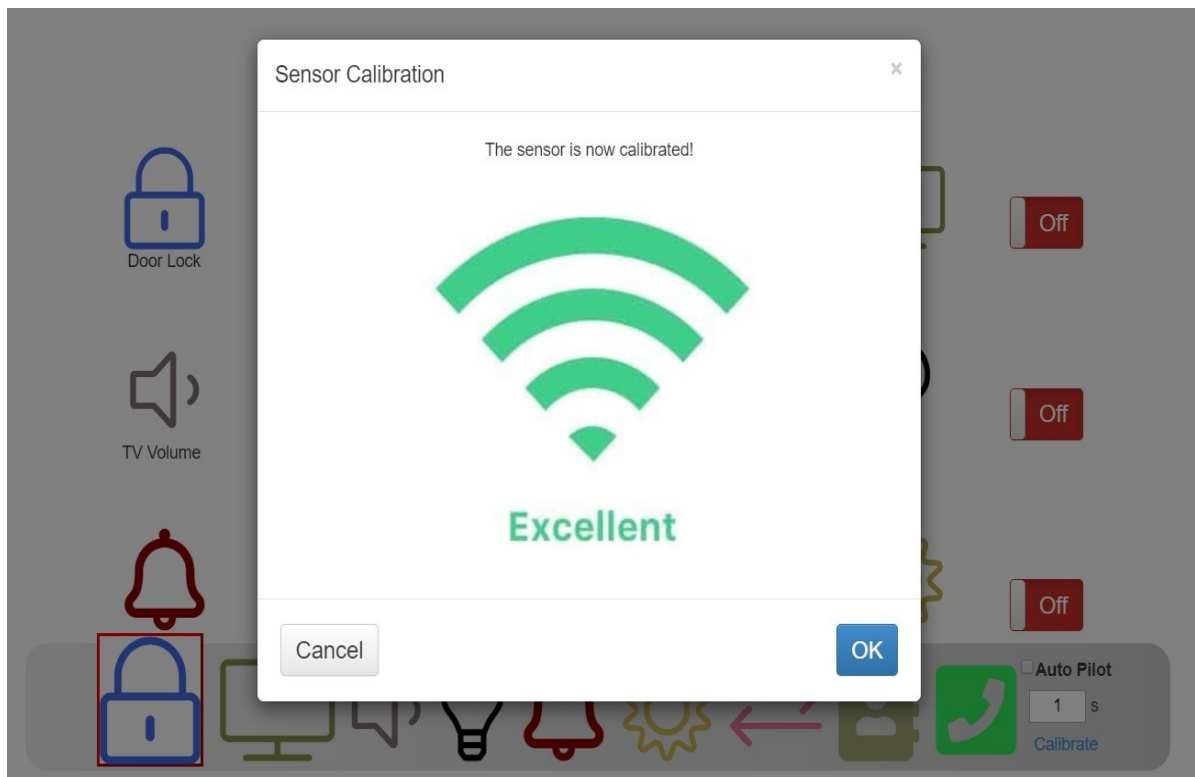 Sensor Calibration
×
The sensor is now calibrated!
Door Lock
Off
TV Volume
Off
Excellent
Off
Cancel
OK
Auto Pilot
1 s
Calibrate